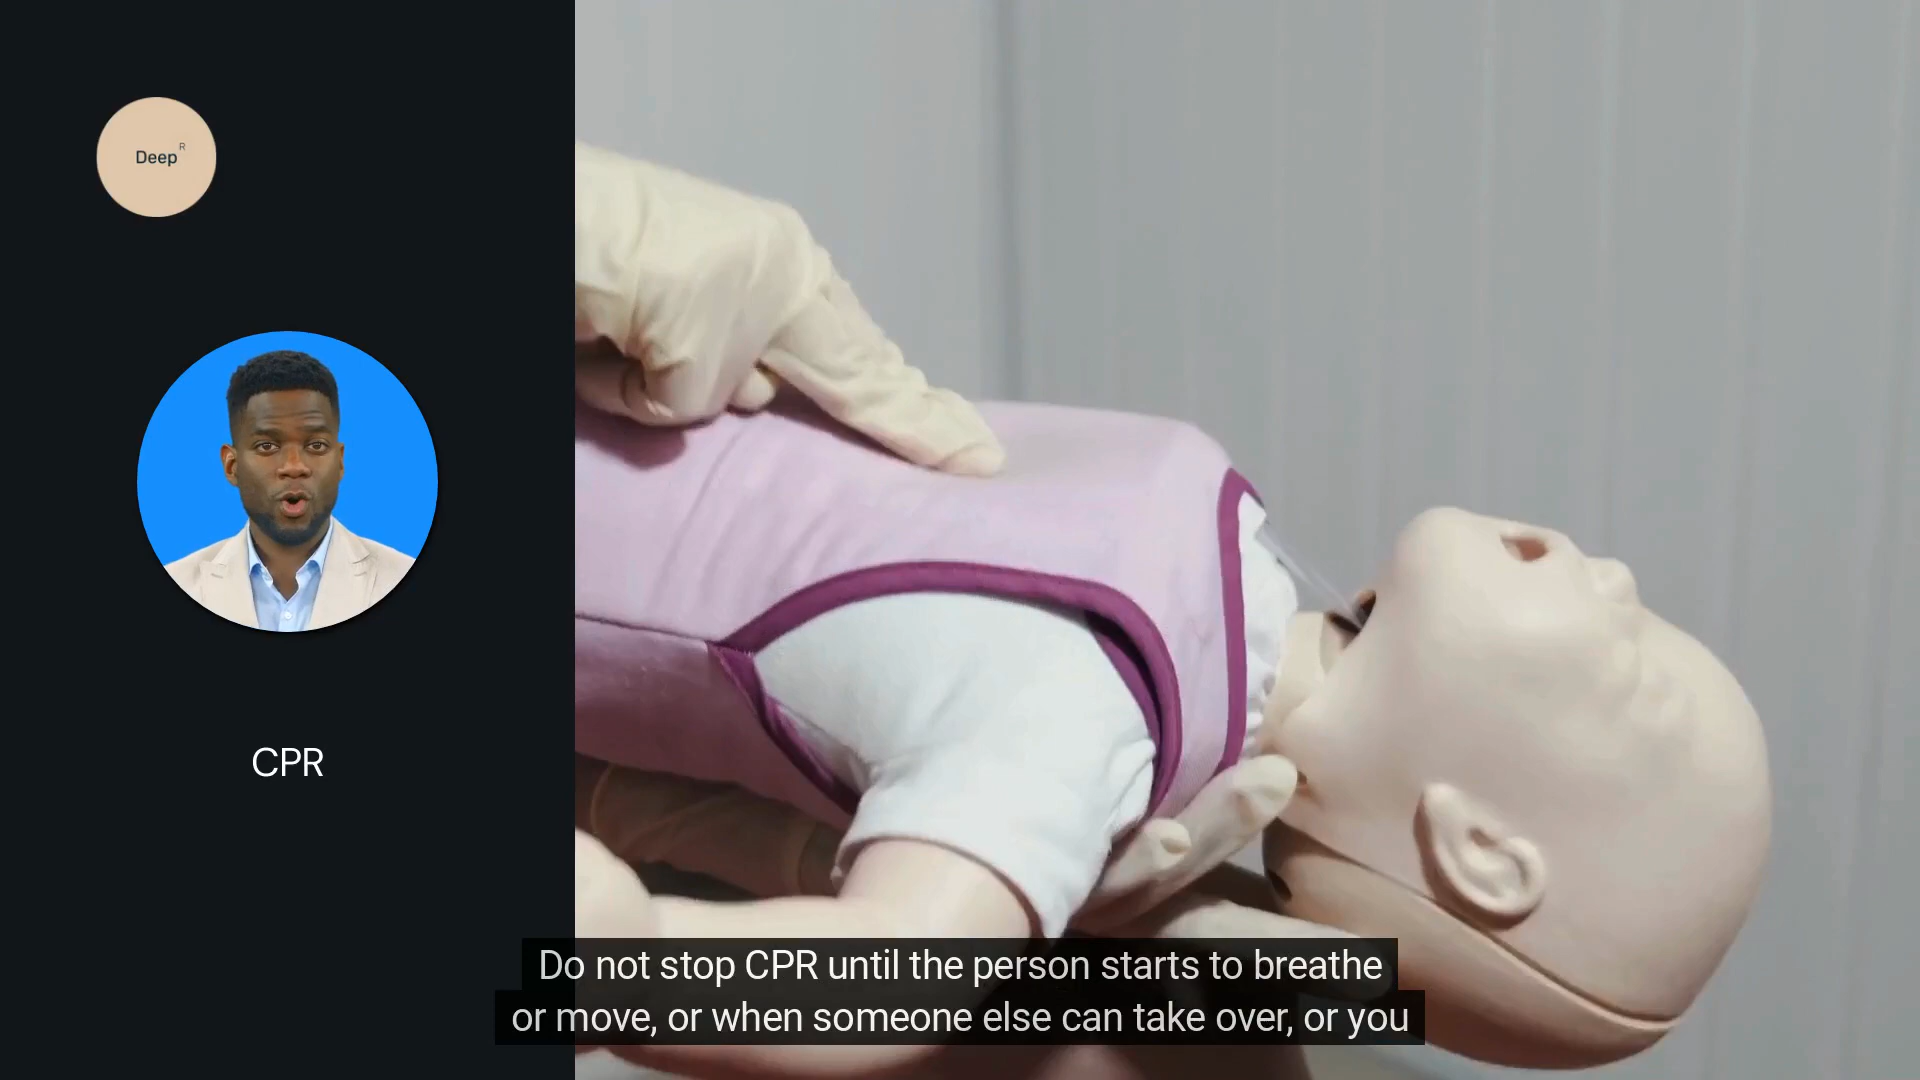 Deep R
CPR
Do not stop CPR until the person starts to breathe
or move, or when someone else can take over, or you